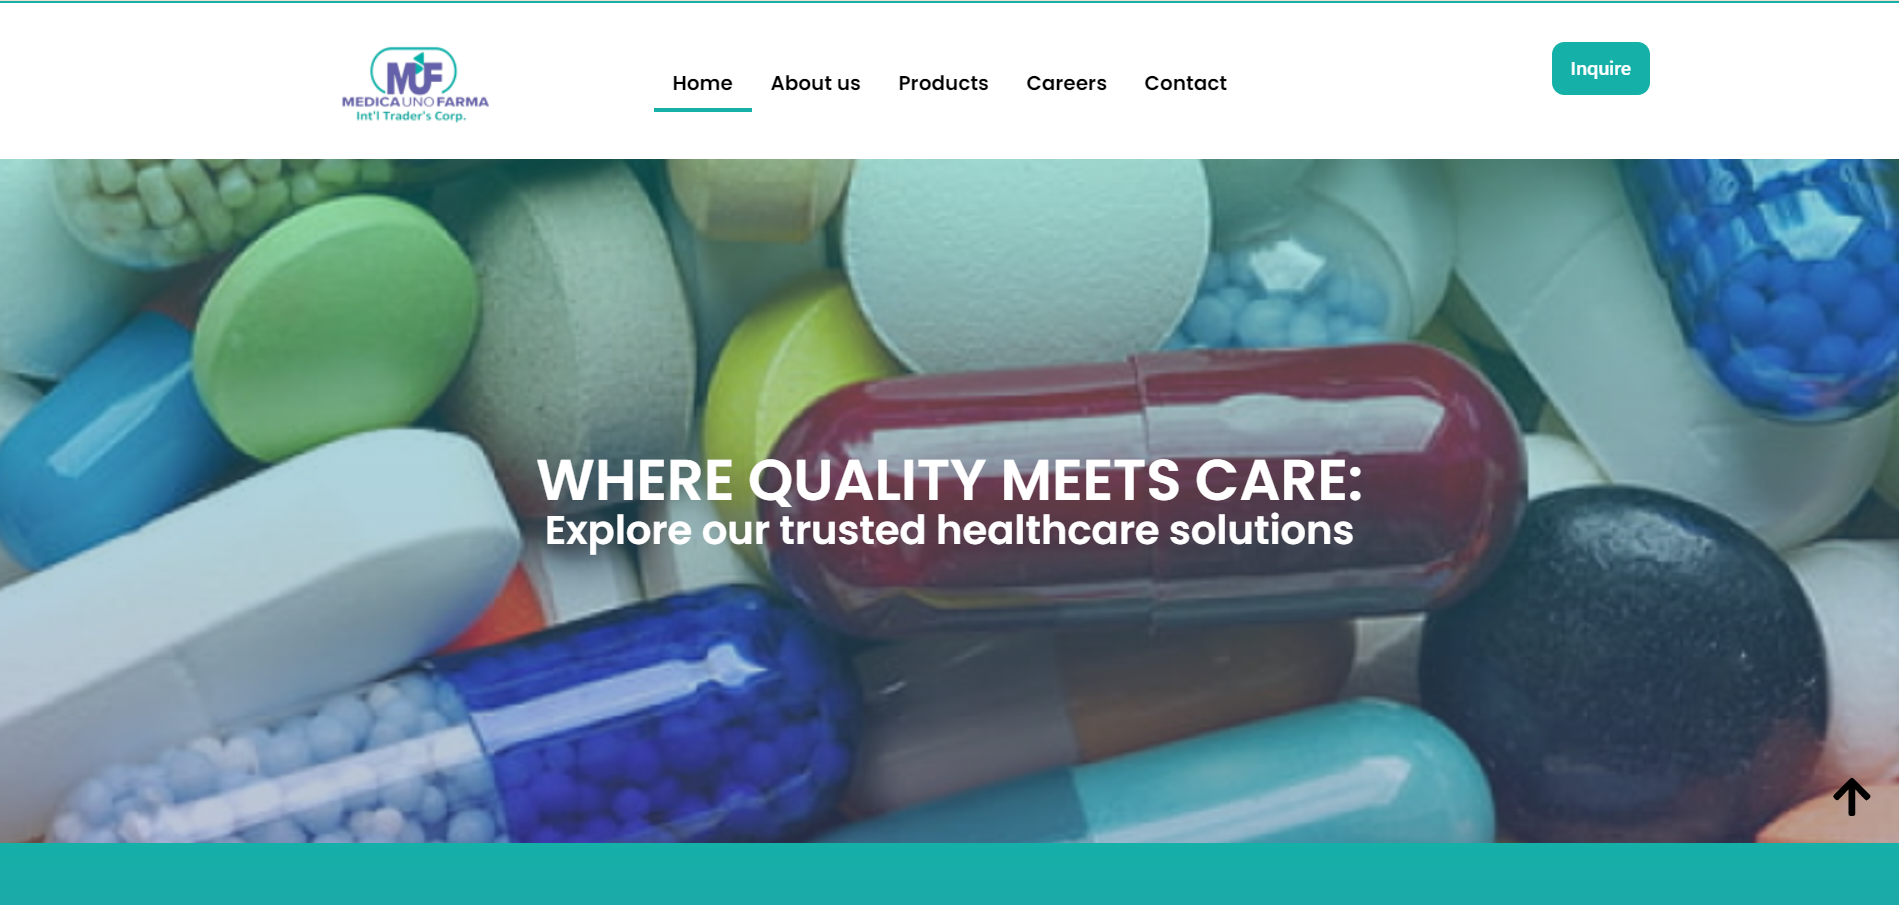 MUF
MEDICA UNO FARMA
Int'l Trader's Corp.
Home
About us
Products
Careers
Contact
Inquire
WHERE QUALITY MEETS CARE:
Explore our trusted healthcare solutions